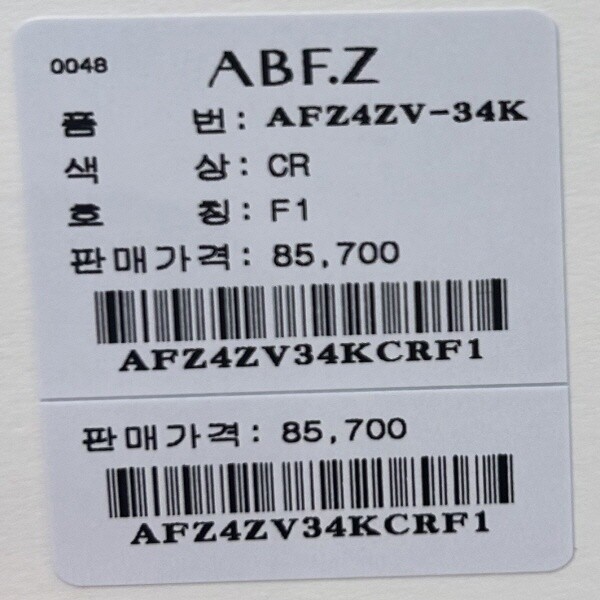 0048 ABF.Z
품 번: AFZ4ZV-34K
색 상: CR
호 칭: F1
판매가격: 85,700
AFZ4ZV34KCRF1
판매가격: 85,700
AFZ4ZV34KCRF1